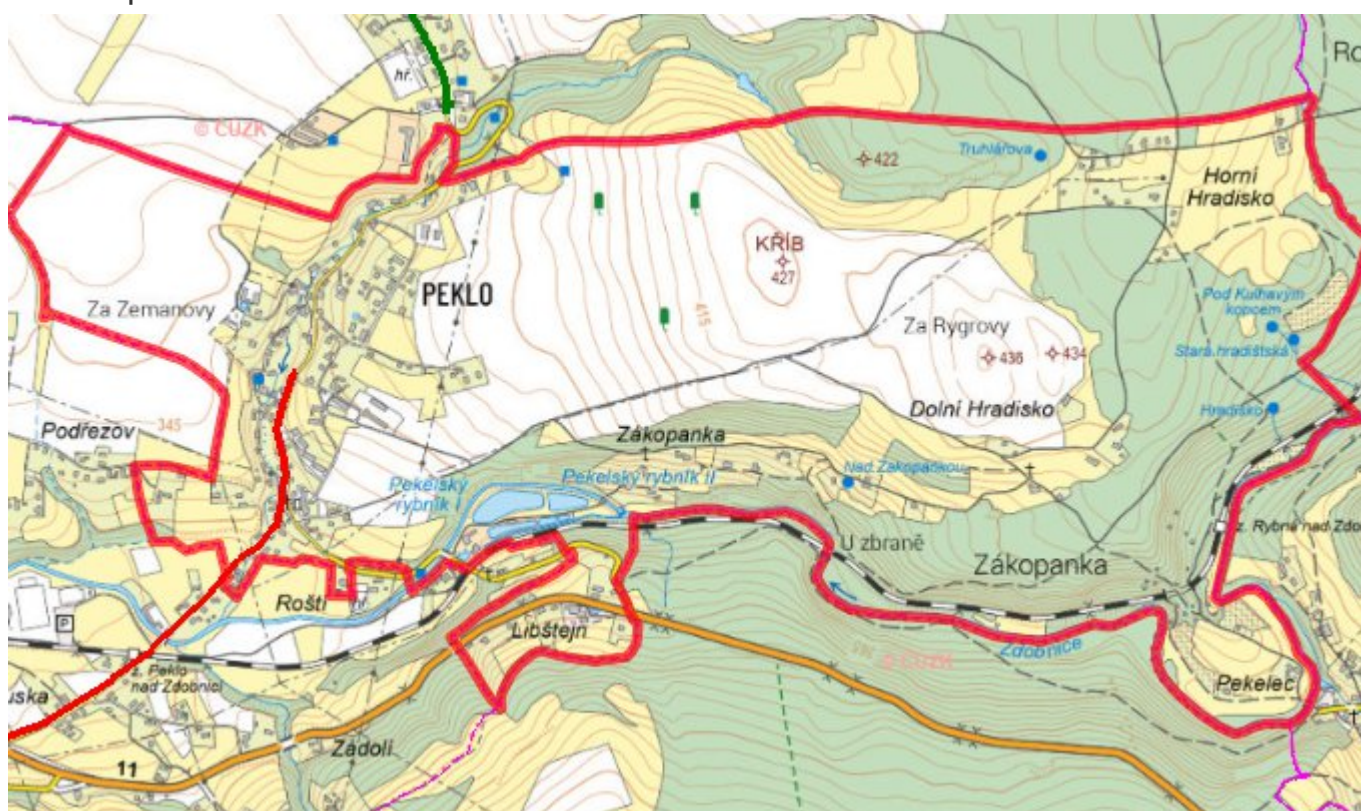 hř.
© ČÚZK
Ro
422
Truhlářova
Horní
Hradisko
KŘÍB
427
PEKLO
Za Zemanovy
415
Za Rygrovy
436
434
Pod Kulhavým
kopcem
Stará hradištská
Hradisko
Dolní Hradisko
Podřezov
345
Zákopanka
Pekelský
rybník I
Pekelský rybník II
Nad Zákopankou
U zbraně
Zákopanka
z. Rybná nad Zdo
Roští
P
Libštejn
Zdobnice
© ČÚZK
Pekelec
z. Peklo
nad Zdobnicí
uska
Zádolí
11